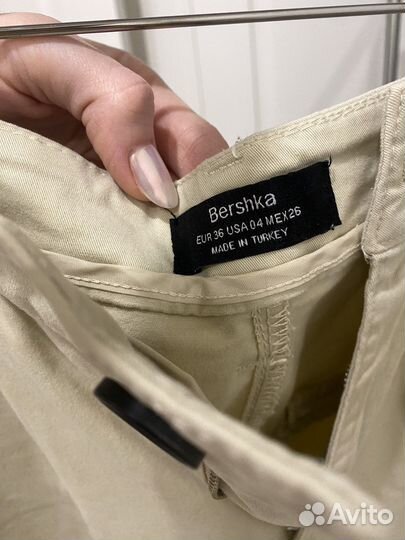 Bershka
EUR 36 USA 04 MEX 26
MADE IN TURKEY
Avito